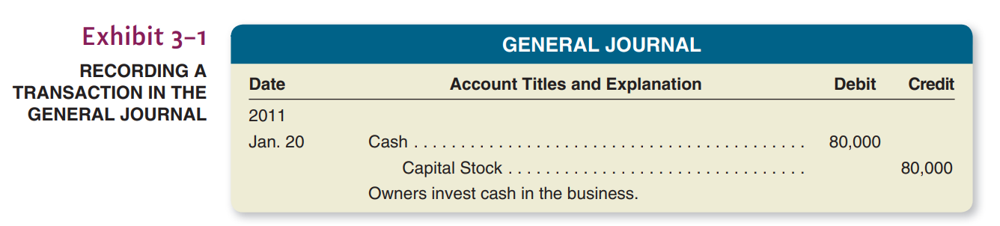 Exhibit 3–1
RECORDING A
TRANSACTION IN THE
GENERAL JOURNAL
GENERAL JOURNAL
Date Account Titles and Explanation Debit Credit
2011
Jan. 20 Cash . . . . . . . . . . . . . . . . . . . . . . . . . . . . . . . . . . . . . . . . . . 80,000
Capital Stock . . . . . . . . . . . . . . . . . . . . . . . . . . . . . . . . 80,000
Owners invest cash in the business.